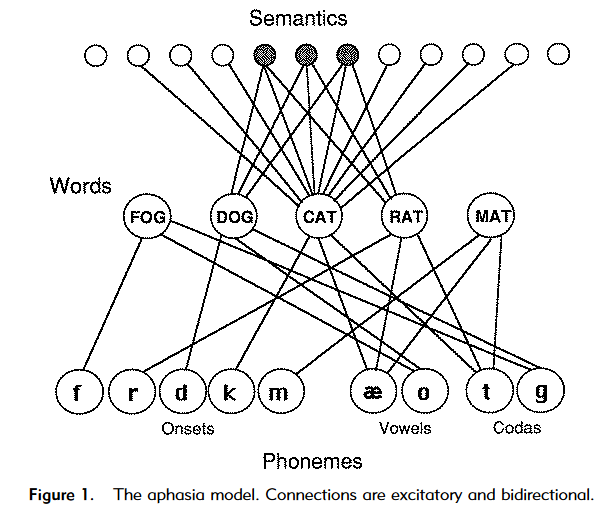 Semantics
Words
FOG DOG CAT RAT MAT
f r d k m æ o t g
Onsets Vowels Codas
Phonemes
Figure 1. The aphasia model. Connections are excitatory and bidirectional.